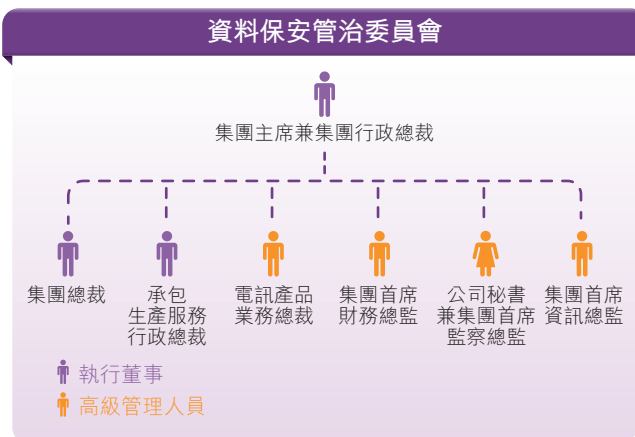 資料保安管治委員會
集團主席兼集團行政總裁
集團總裁
承包
生產服務
行政總裁
電訊產品
業務總裁
集團首席
財務總監
公司秘書
兼集團首席
監察總監
集團首席
資訊總監
執行董事
高級管理人員